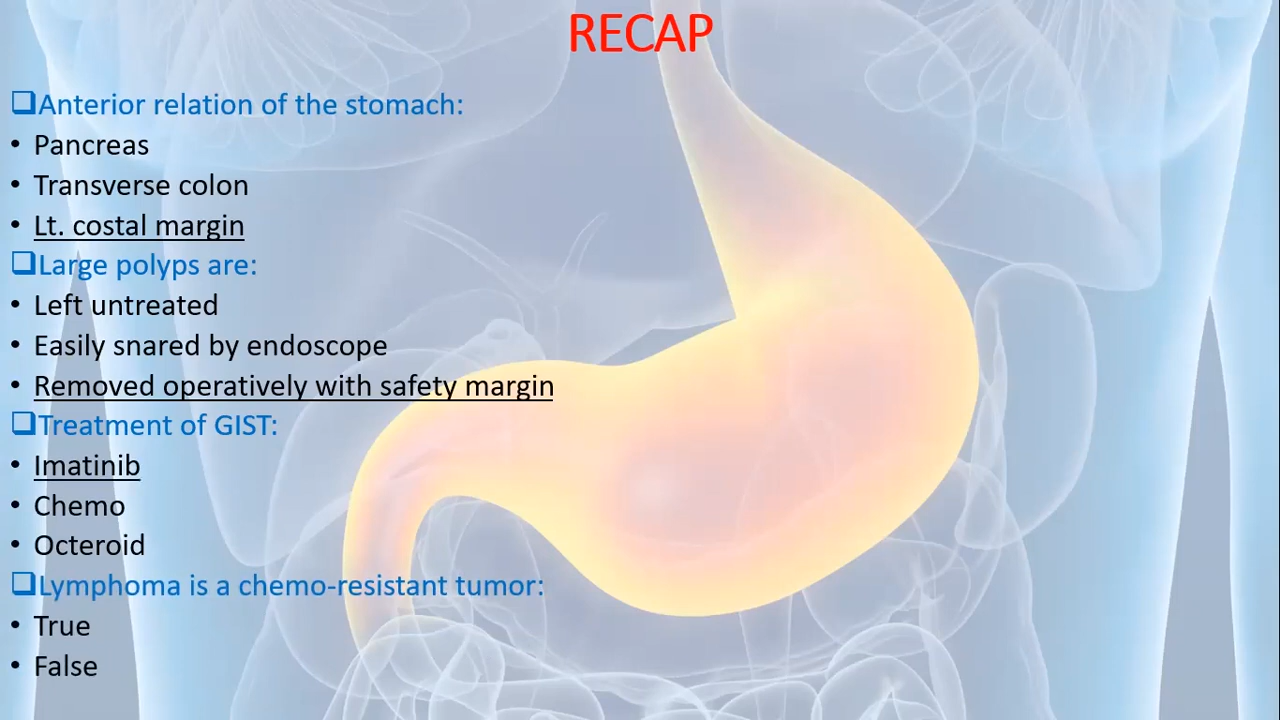 RECAP
❑Anterior relation of the stomach:
• Pancreas
• Transverse colon
• Lt. costal margin
❑Large polyps are:
• Left untreated
• Easily snared by endoscope
• Removed operatively with safety margin
❑Treatment of GIST:
• Imatinib
• Chemo
• Octeroid
❑Lymphoma is a chemo-resistant tumor:
• True
• False